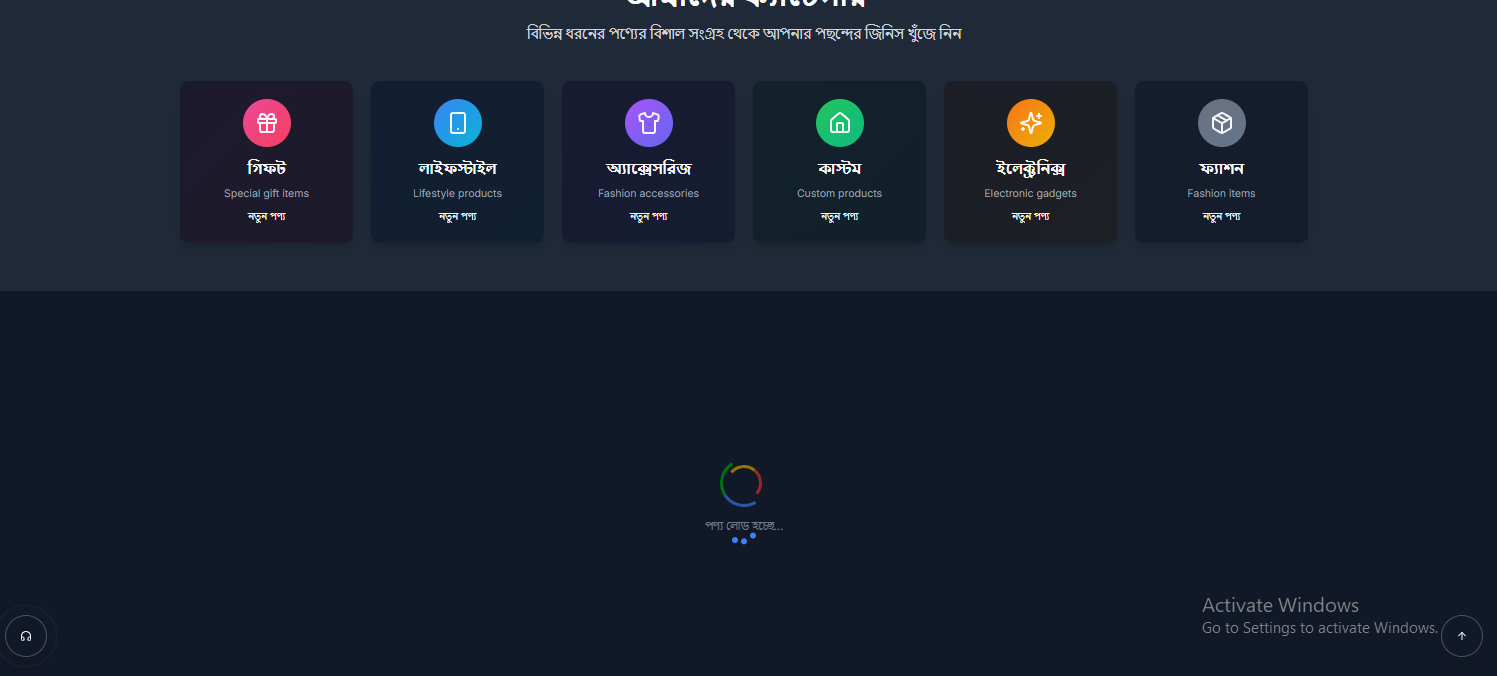 আমাদের ক্যাটেগরি
বিভিন্ন ধরনের পণ্যের বিশাল সংগ্রহ থেকে আপনার পছন্দের জিনিস খুঁজে নিন
গিফট
Special gift items
নতুন পণ্য
লাইফস্টাইল
Lifestyle products
নতুন পণ্য
অ্যাক্সেসরিজ
Fashion accessories
নতুন পণ্য
কাস্টম
Custom products
নতুন পণ্য
ইলেক্ট্রনিক্স
Electronic gadgets
নতুন পণ্য
ফ্যাশন
Fashion items
নতুন পণ্য
পণ্য লোড হচ্ছে...
Activate Windows
Go to Settings to activate Windows.